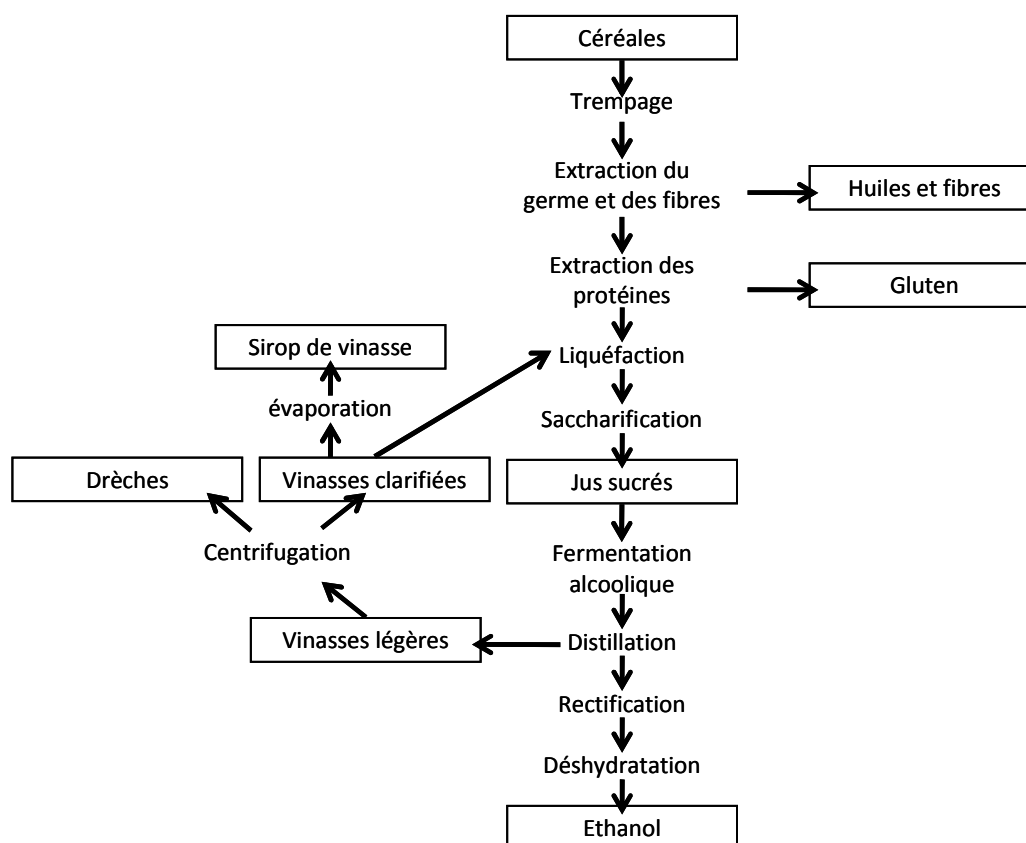 Céréales
Trempage
Extraction du
germe et des fibres
Huiles et fibres
Extraction des
protéines
Gluten
Sirop de vinasse
Liquéfaction
évaporation
Saccharification
Drèches
Vinasses clarifiées
Jus sucrés
Centrifugation
Fermentation
alcoolique
Vinasses légères
Distillation
Rectification
Déshydratation
Ethanol